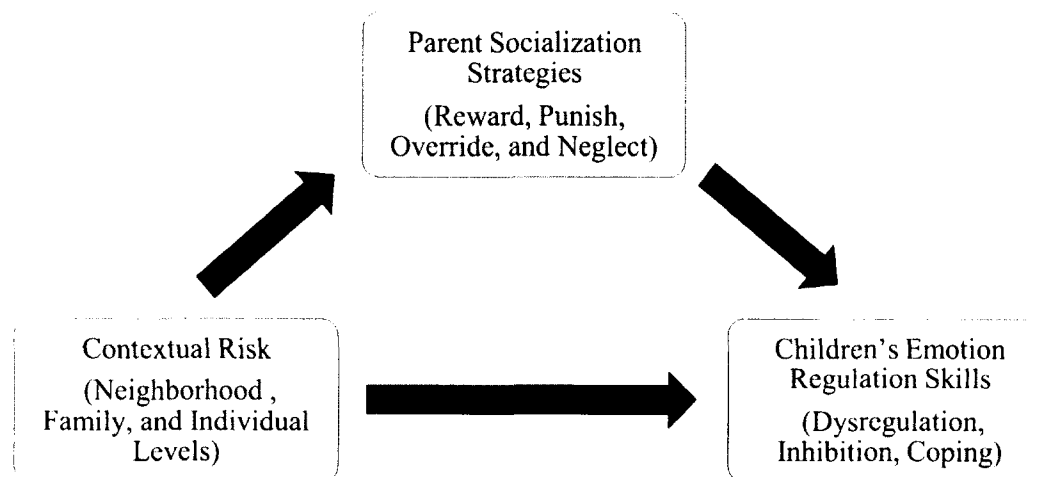 Parent Socialization
Strategies
(Reward, Punish,
Override, and Neglect)
Contextual Risk
(Neighborhood ,
Family, and Individual
Levels)
Children's Emotion
Regulation Skills
(Dysregulation,
Inhibition, Coping)